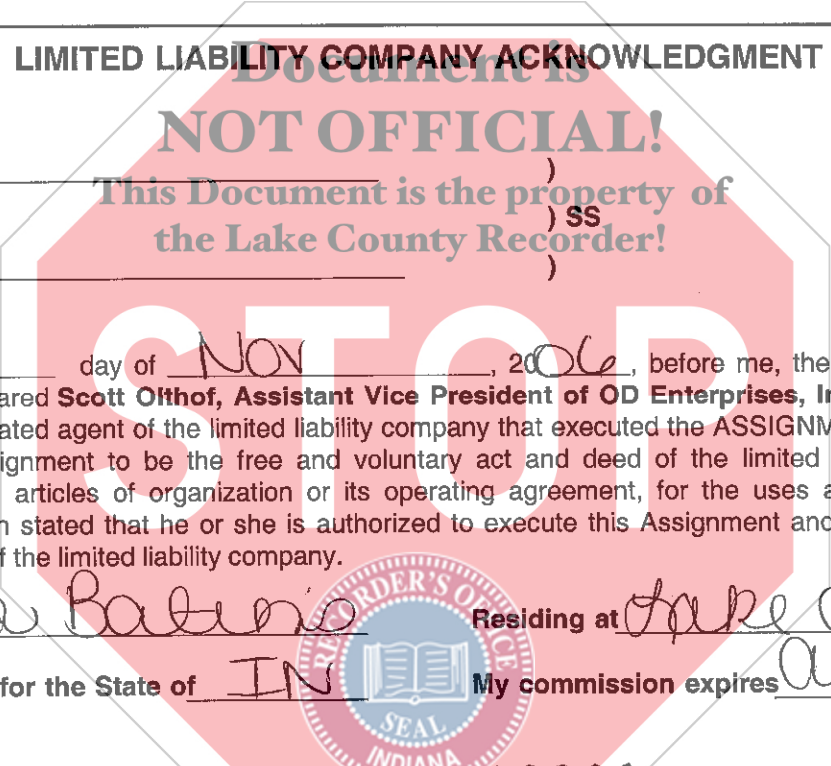 LIMITED LIABILITY COMPANY ACKNOWLEDGMENT
Document is
NOT OFFICIAL!
)
This Document is the property of
) SS
the Lake County Recorder!
)
STOP
day of NOV, 2006, before me, the
ared Scott Olthof, Assistant Vice President of OD Enterprises, In
ated agent of the limited liability company that executed the ASSIGNM
ignment to be the free and voluntary act and deed of the limited
articles of organization or its operating agreement, for the uses a
n stated that he or she is authorized to execute this Assignment and
f the limited liability company.
Residing at Lake
for the State of IN My commission expires
RECORDER'S OFFICE
SEAL
INDIANA